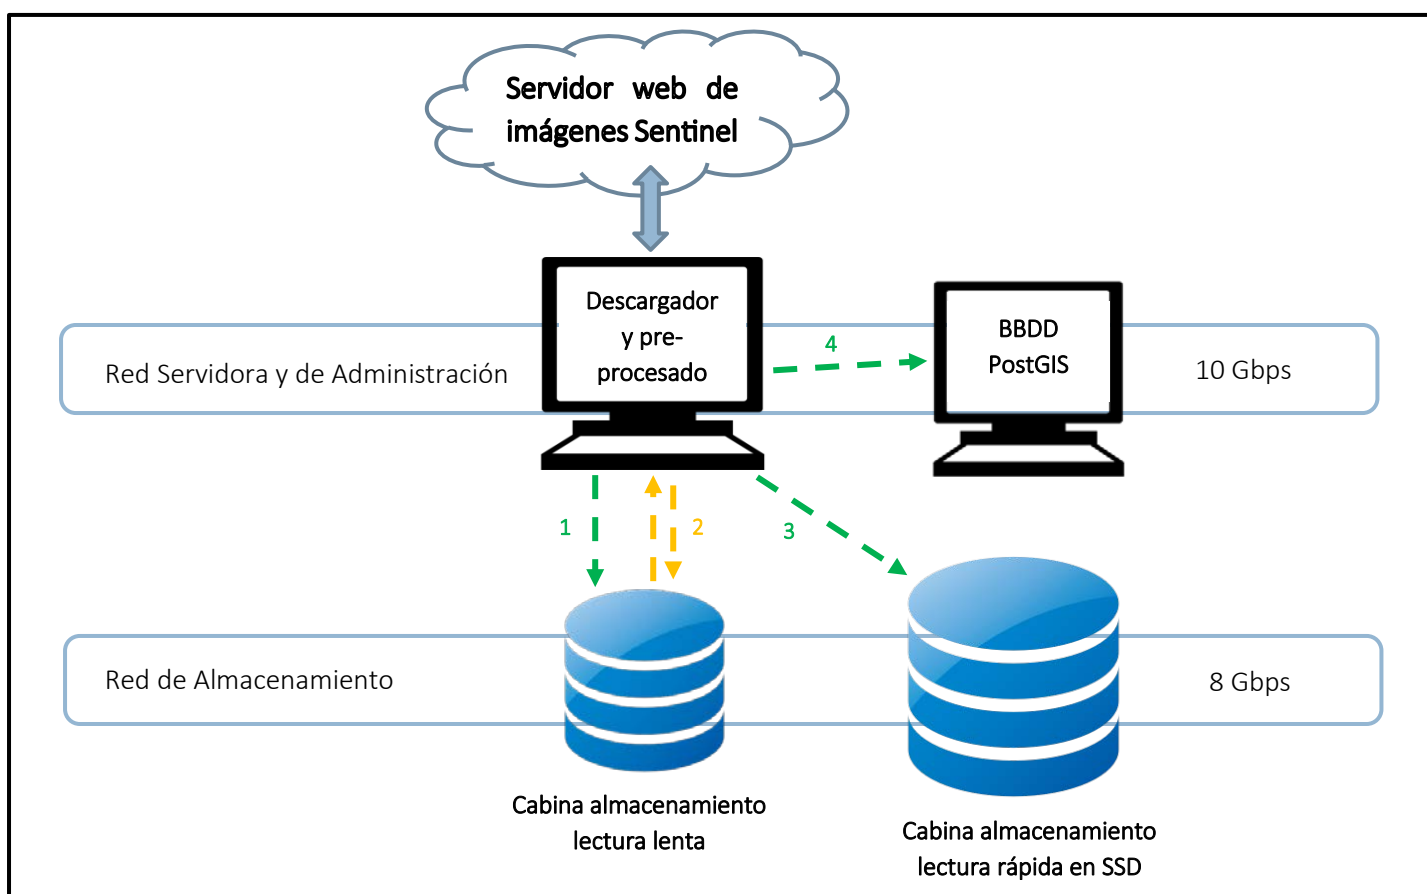 Servidor web de
imágenes Sentinel
Descargador
y pre-
procesado
BBDD
PostGIS
4
Red Servidora y de Administración
10 Gbps
1
2
3
Red de Almacenamiento
8 Gbps
Cabina almacenamiento
lectura lenta
Cabina almacenamiento
lectura rápida en SSD